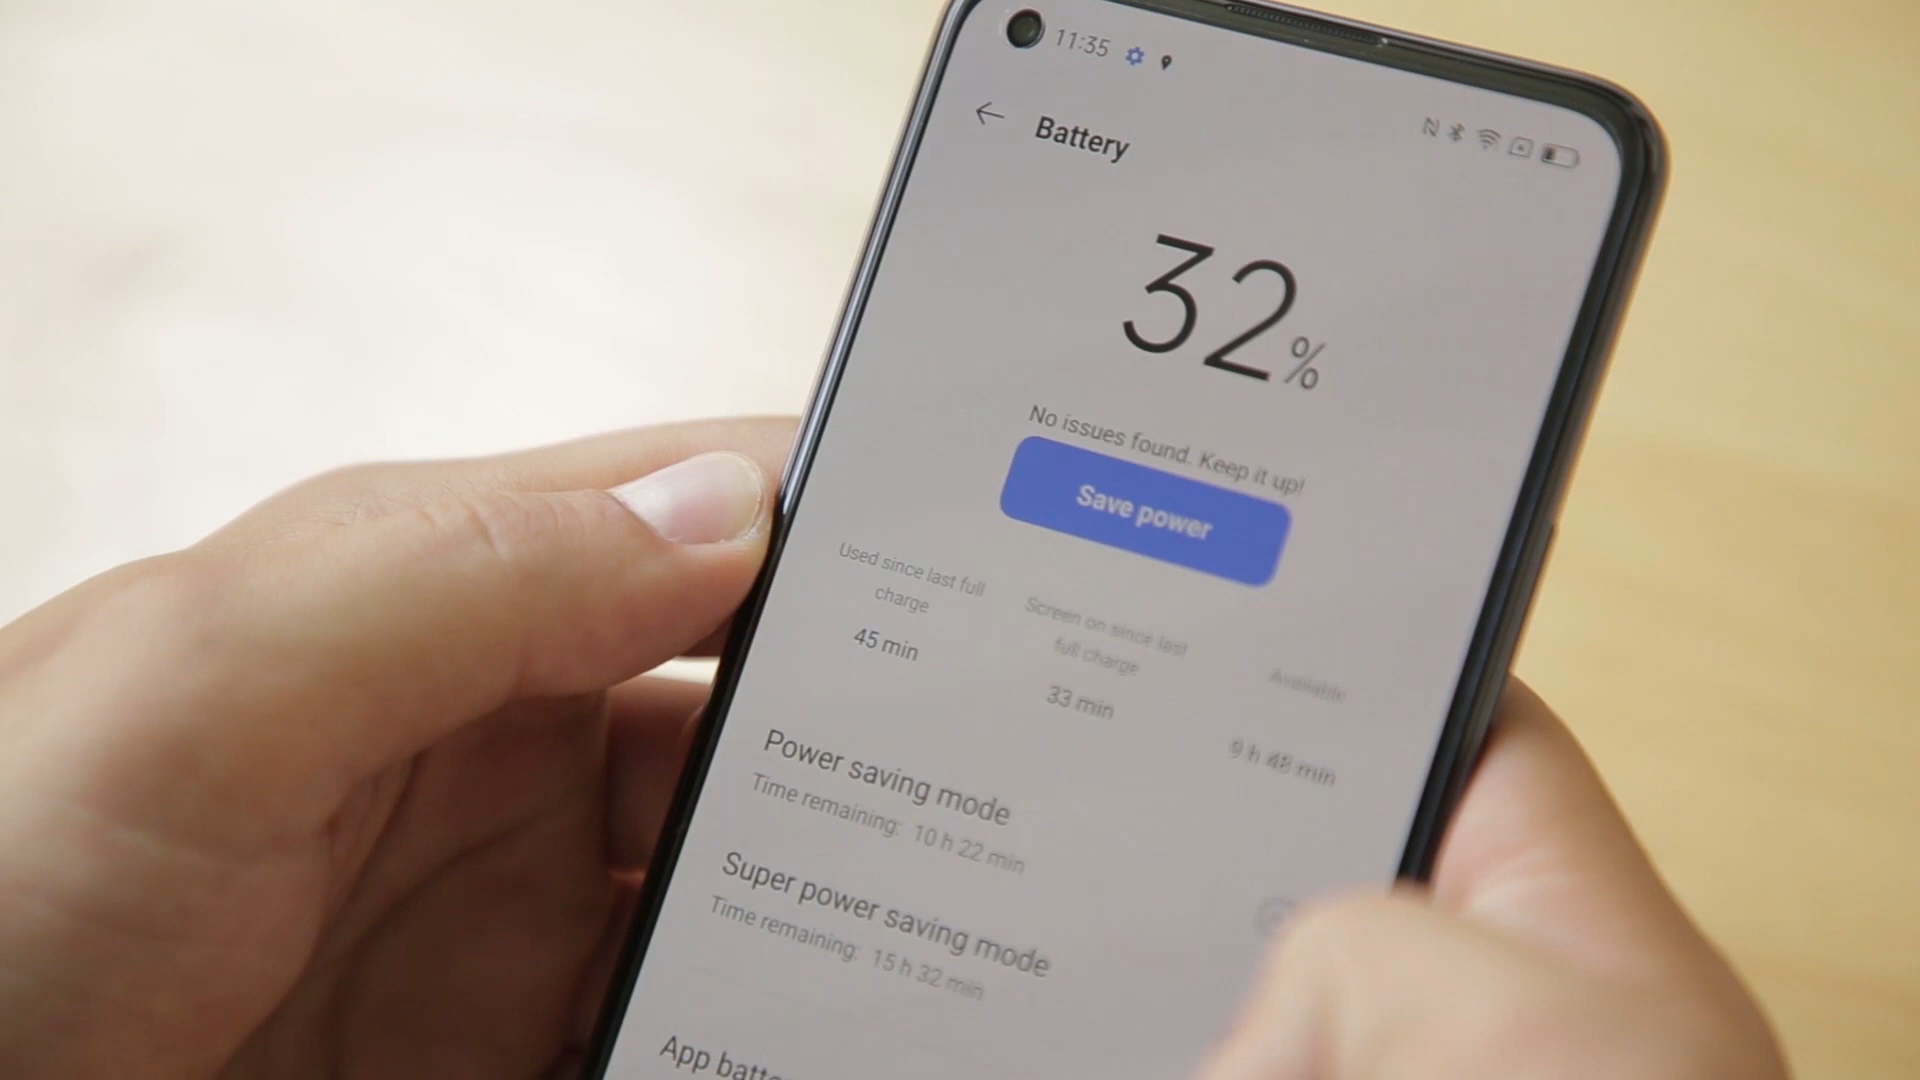 11:35
Battery
32%
No issues found. Keep it up!
Save power
Used since last full
charge
45 min
Screen on since last
full charge
33 min
Available
9 h 48 min
Power saving mode
Time remaining: 10 h 22 min
Super power saving mode
Time remaining: 15 h 32 min
App batte